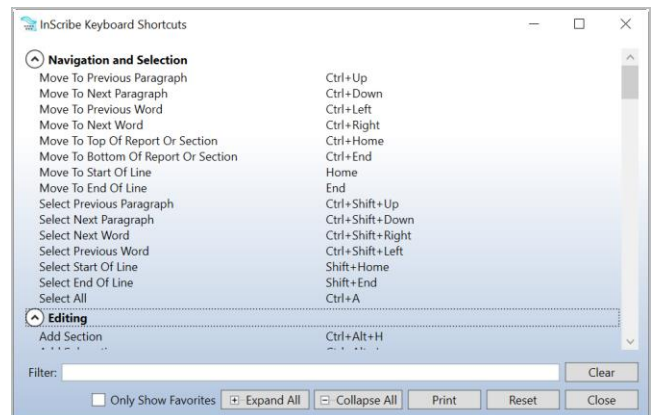 InScribe Keyboard Shortcuts
Navigation and Selection
Move To Previous Paragraph Ctrl+Up
Move To Next Paragraph Ctrl+Down
Move To Previous Word Ctrl+Left
Move To Next Word Ctrl+Right
Move To Top Of Report Or Section Ctrl+Home
Move To Bottom Of Report Or Section Ctrl+End
Move To Start Of Line Home
Move To End Of Line End
Select Previous Paragraph Ctrl+Shift+Up
Select Next Paragraph Ctrl+Shift+Down
Select Next Word Ctrl+Shift+Right
Select Previous Word Ctrl+Shift+Left
Select Start Of Line Shift+Home
Select End Of Line Shift+End
Select All Ctrl+A
Editing
Add Section Ctrl+Alt+H
Filter: Clear
Only Show Favorites Expand All Collapse All Print Reset Close